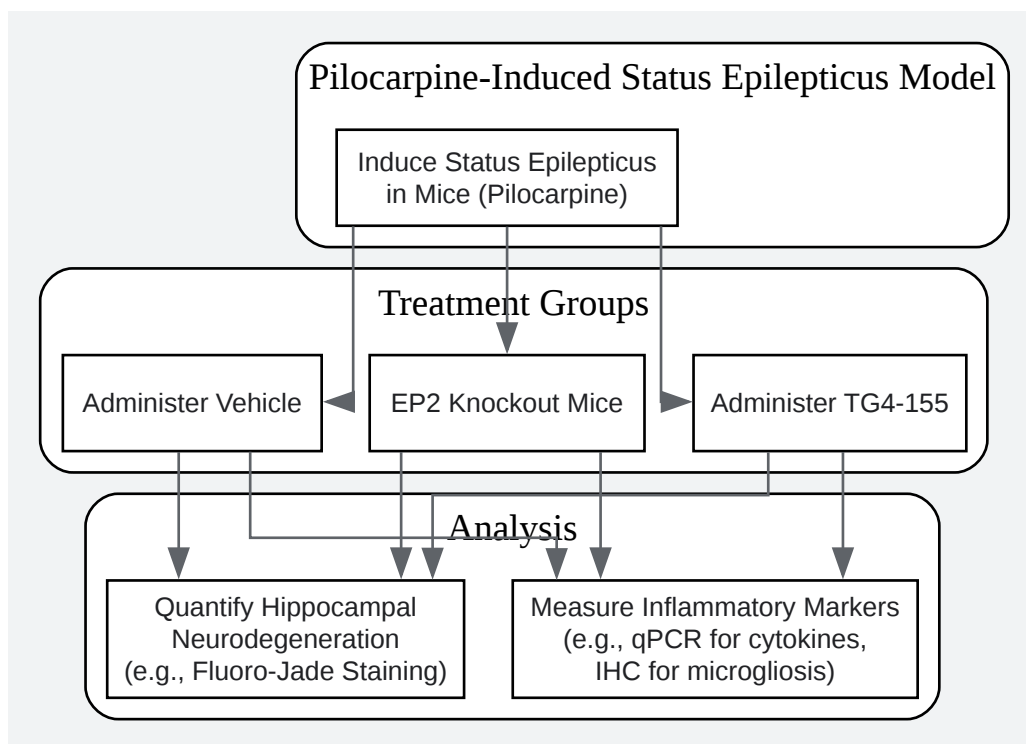 Pilocarpine-Induced Status Epilepticus Model
Induce Status Epilepticus
in Mice (Pilocarpine)
Treatment Groups
Administer Vehicle
EP2 Knockout Mice
Administer TG4-155
Analysis
Quantify Hippocampal
Neurodegeneration
(e.g., Fluoro-Jade Staining)
Measure Inflammatory Markers
(e.g., qPCR for cytokines,
IHC for microgliosis)